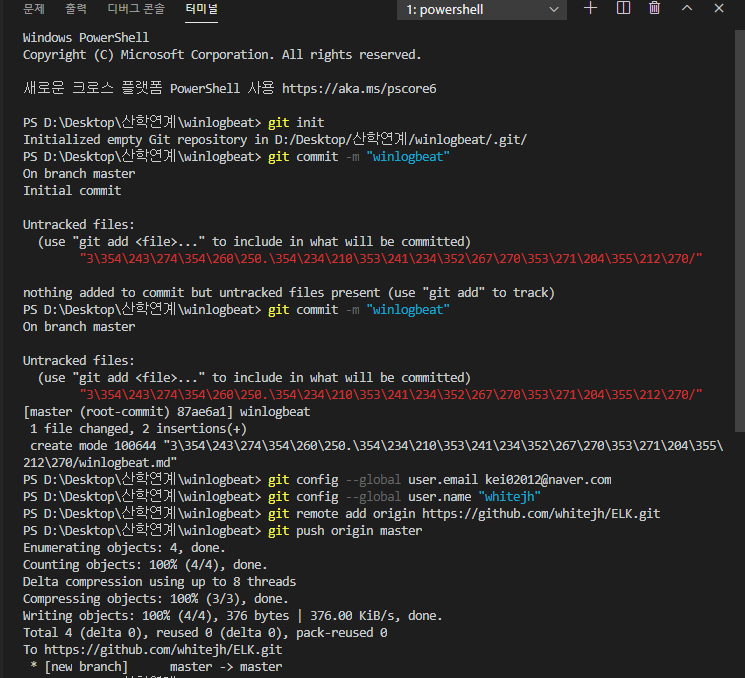 문제 출력 디버그 콘솔 터미널 1: powershell
Windows PowerShell
Copyright (C) Microsoft Corporation. All rights reserved.
새로운 크로스 플랫폼 PowerShell 사용 https://aka.ms/pscore6
PS D:\Desktop\산학연계\winlogbeat> git init
Initialized empty Git repository in D:/Desktop/산학연계/winlogbeat/.git/
PS D:\Desktop\산학연계\winlogbeat> git commit -m "winlogbeat"
On branch master
Initial commit
Untracked files:
(use "git add <file>..." to include in what will be committed)
"3\354\243\274\354\260\250.\354\234\210\353\241\234\352\267\270\353\271\204\355\212\270/"
nothing added to commit but untracked files present (use "git add" to track)
PS D:\Desktop\산학연계\winlogbeat> git commit -m "winlogbeat"
On branch master
Untracked files:
(use "git add <file>..." to include in what will be committed)
"3\354\243\274\354\260\250.\354\234\210\353\241\234\352\267\270\353\271\204\355\212\270/"
[master (root-commit) 87ae6a1] winlogbeat
1 file changed, 2 insertions(+)
create mode 100644 "3\354\243\274\354\260\250.\354\234\210\353\241\234\352\267\270\353\271\204\355\
212\270/winlogbeat.md"
PS D:\Desktop\산학연계\winlogbeat> git config --global user.email kei02012@naver.com
PS D:\Desktop\산학연계\winlogbeat> git config --global user.name "whitejh"
PS D:\Desktop\산학연계\winlogbeat> git remote add origin https://github.com/whitejh/ELK.git
PS D:\Desktop\산학연계\winlogbeat> git push origin master
Enumerating objects: 4, done.
Counting objects: 100% (4/4), done.
Delta compression using up to 8 threads
Compressing objects: 100% (3/3), done.
Writing objects: 100% (4/4), 376 bytes | 376.00 KiB/s, done.
Total 4 (delta 0), reused 0 (delta 0), pack-reused 0
To https://github.com/whitejh/ELK.git
* [new branch] master -> master